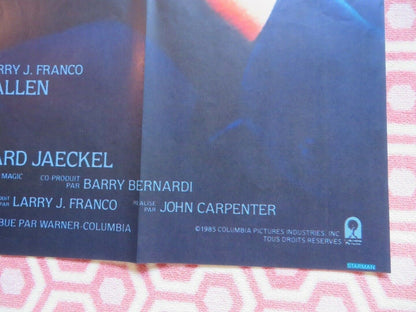 RRY J. FRANCO
ALLEN
ARD JAECKEL
MAGIC CO-PRODUIT PAR BARRY BERNARDI
LARRY J. FRANCO RÉALISÉ PAR JOHN CARPENTER
BUÉ PAR WARNER-COLUMBIA
©1985 COLUMBIA PICTURES INDUSTRIES, INC.
TOUS DROITS RÉSERVÉS
STARMAN